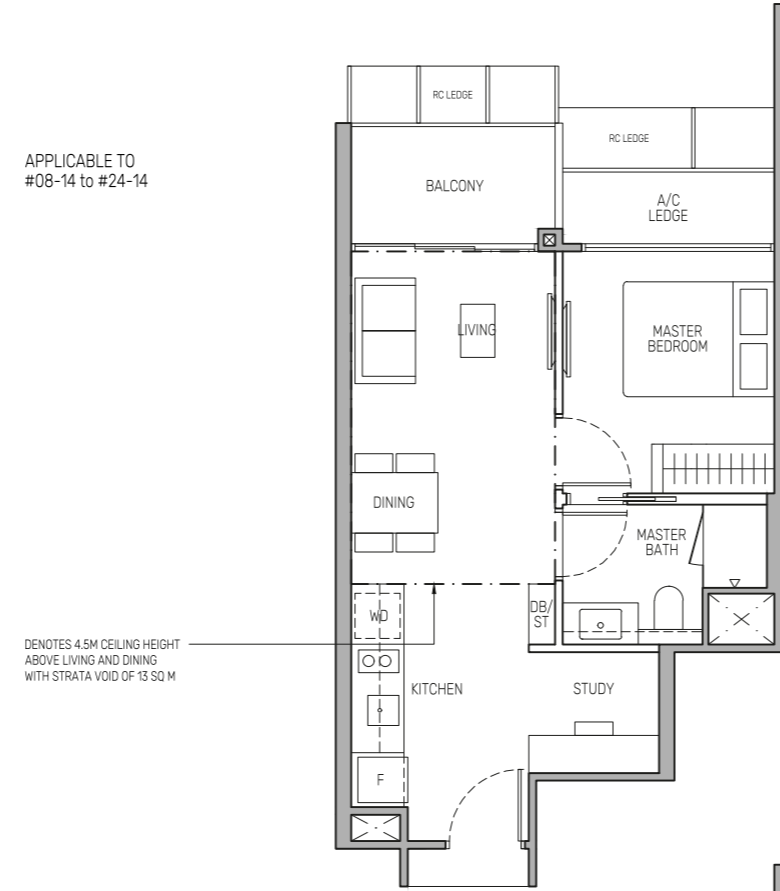 RC LEDGE
RC LEDGE
APPLICABLE TO
#08-14 to #24-14
BALCONY
A/C
LEDGE
LIVING
MASTER
BEDROOM
DINING
MASTER
BATH
WD
DB/
ST
DENOTES 4.5M CEILING HEIGHT
ABOVE LIVING AND DINING
WITH STRATA VOID OF 13 SQ M
KITCHEN
STUDY
F